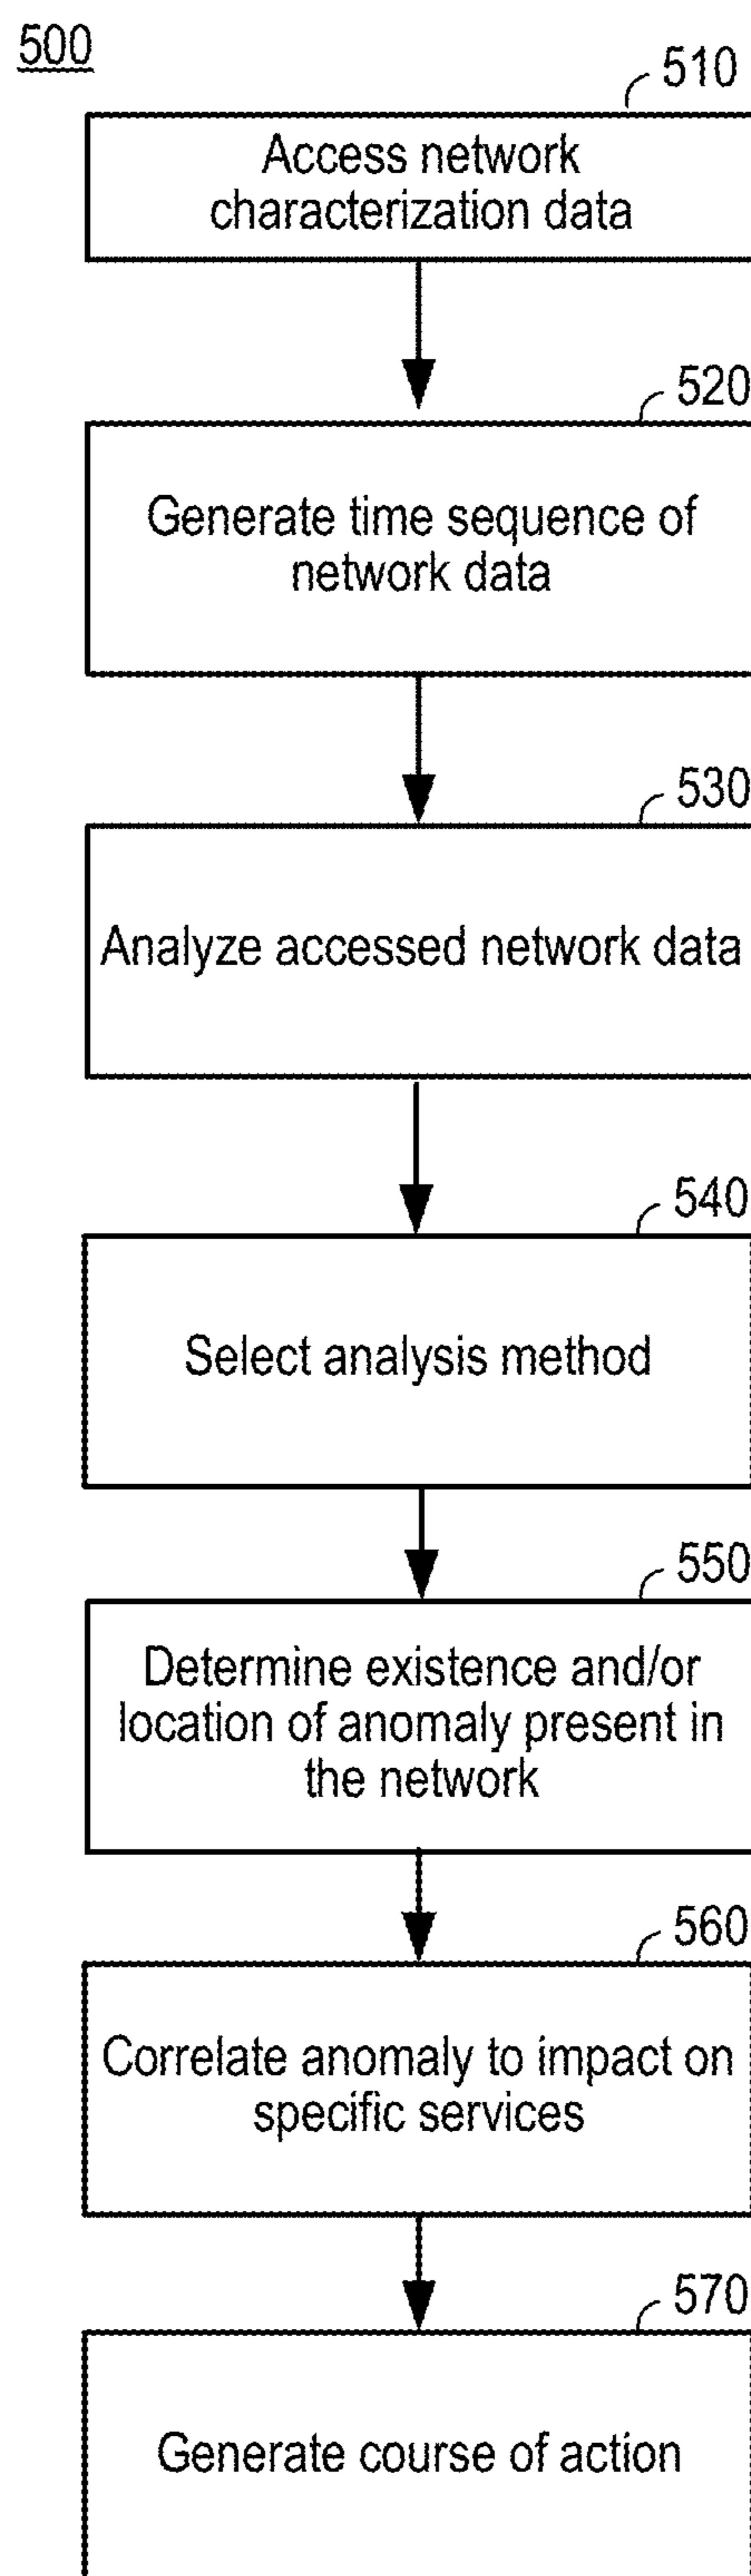 500
510
Access network
characterization data
520
Generate time sequence of
network data
530
Analyze accessed network data
540
Select analysis method
550
Determine existence and/or
location of anomaly present in
the network
560
Correlate anomaly to impact on
specific services
570
Generate course of action